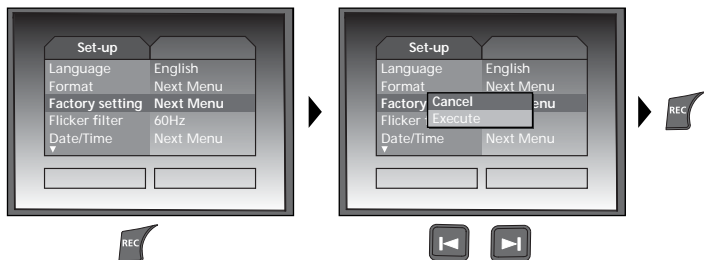 Set-up
Language English
Format Next Menu
Factory setting Next Menu
Flicker filter 60Hz
Date/Time Next Menu
REC
Set-up
Language English
Format Next Menu
Factory Cancel enu
Flicker Execute
Date/Time Next Menu
REC